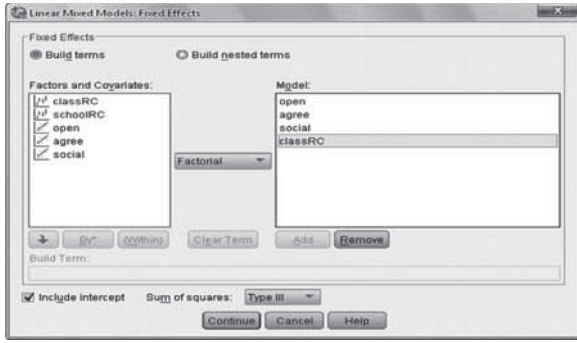 Linear Mixed Models: Fixed Effects
Fixed Effects
Build terms
Build nested terms
Factors and Covariates:
classRC
schoolRC
open
agree
social
Factorial
Model:
open
agree
social
classRC
By*
(Within)
Clear Term
Add
Remove
Build Term:
Include intercept
Sum of squares:
Type III
Continue
Cancel
Help